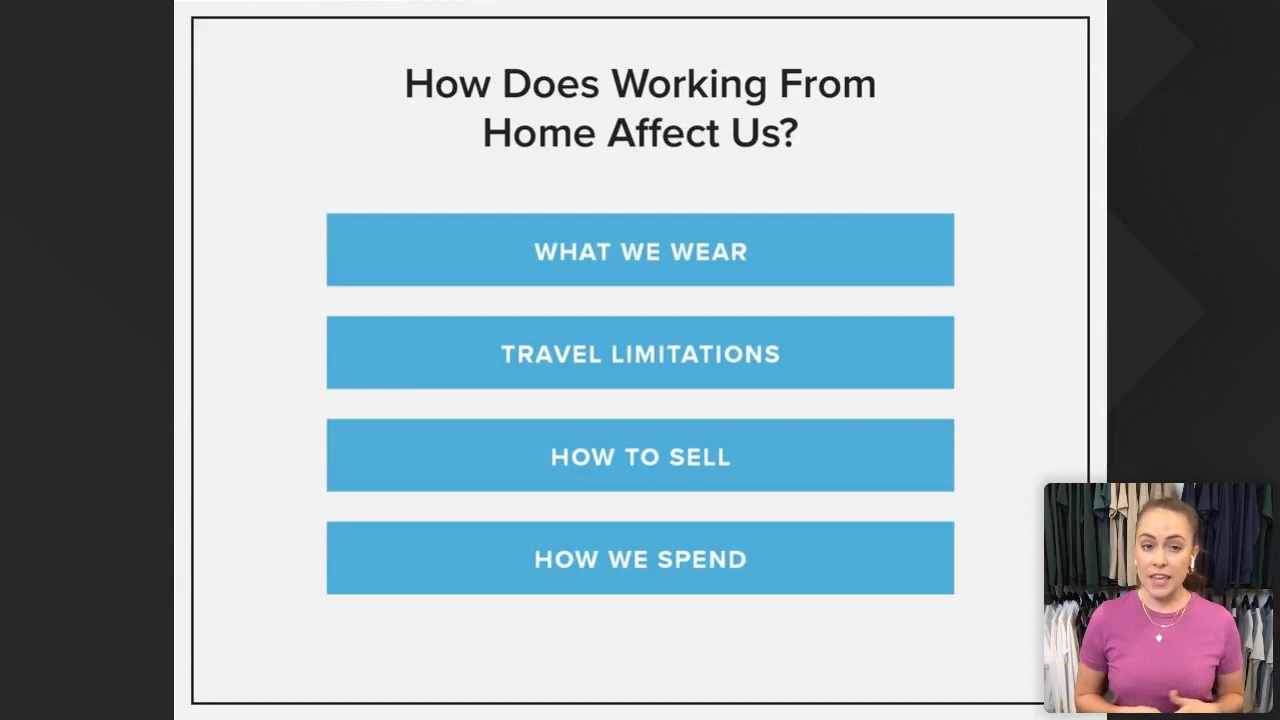 How Does Working From
Home Affect Us?
WHAT WE WEAR
TRAVEL LIMITATIONS
HOW TO SELL
HOW WE SPEND